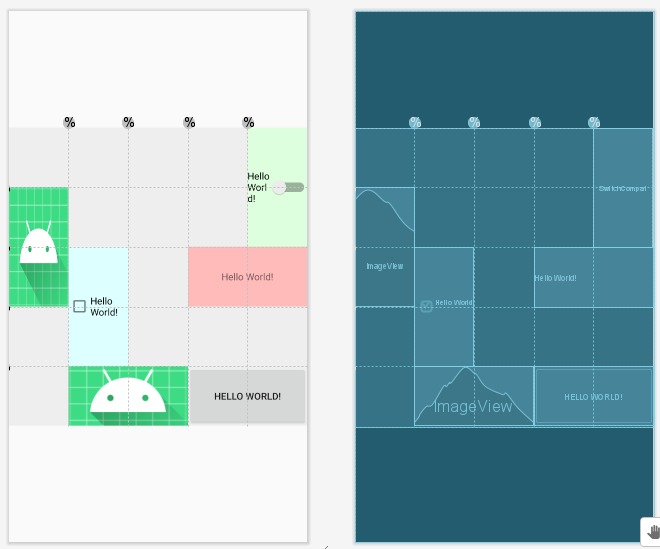 % % % %
% % % %
Hello
Worl
d!
SwitchCompat
ImageView
Hello World!
Hello World!
Hello
World!
Hello World
HELLO WORLD!
ImageView
HELLO WORLD!